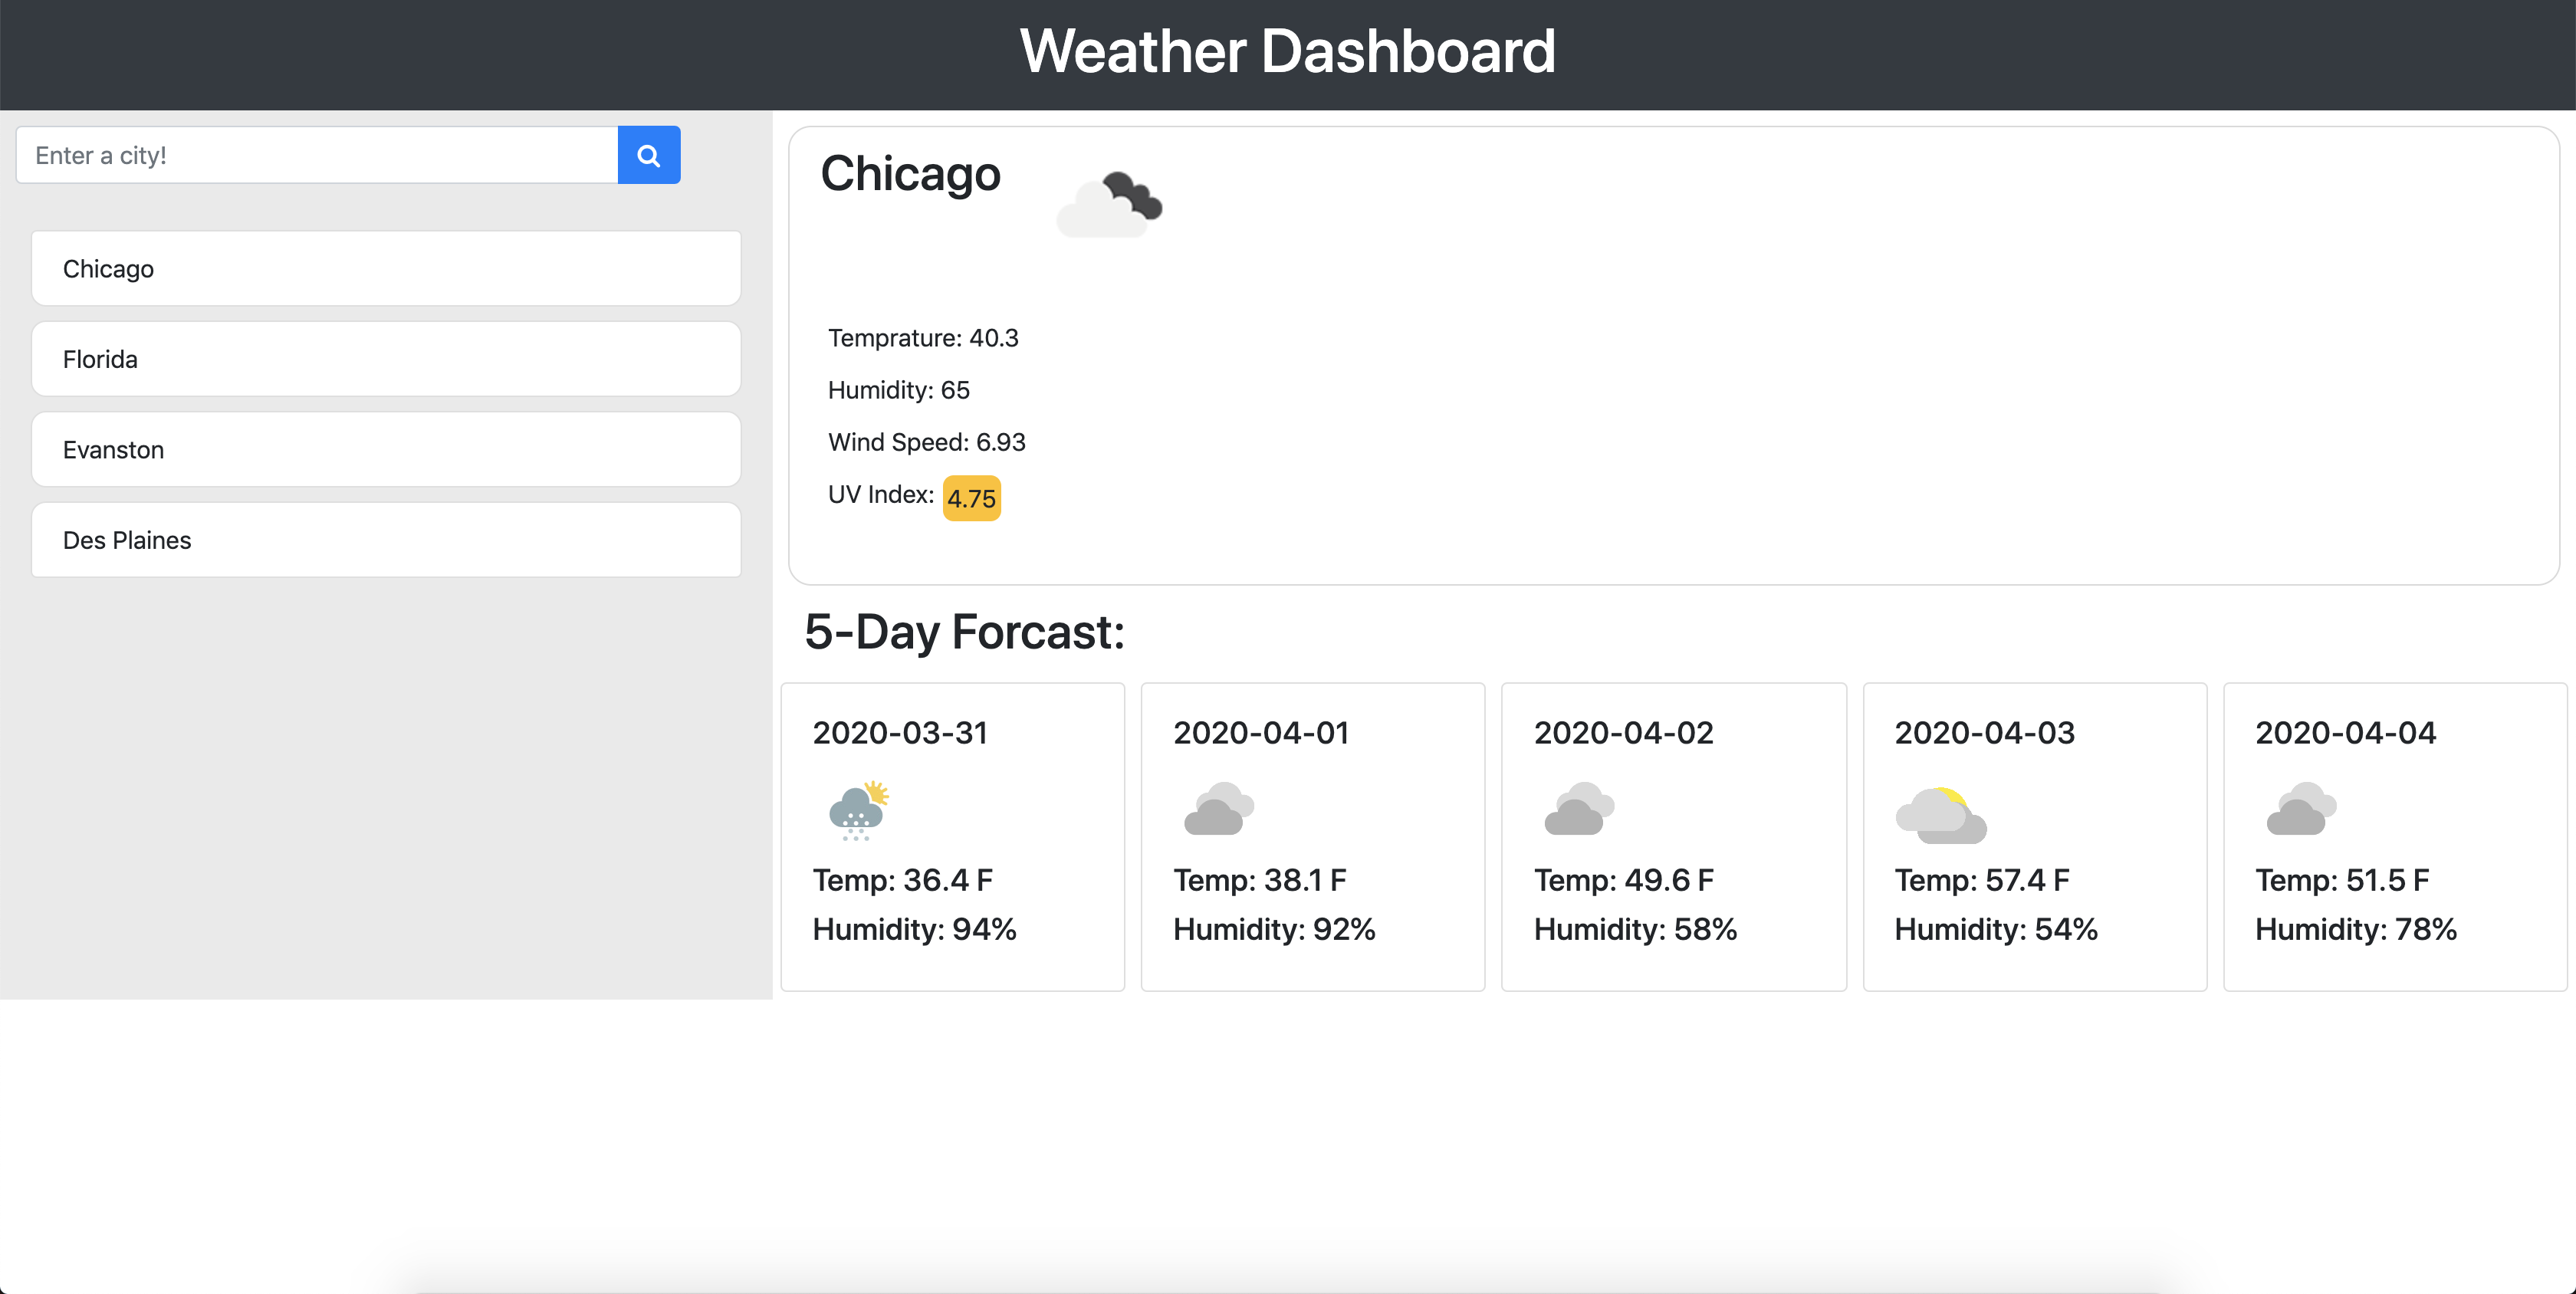 Weather Dashboard
Enter a city!
Chicago
Florida
Evanston
Des Plaines
Chicago
Temprature: 40.3
Humidity: 65
Wind Speed: 6.93
UV Index: 4.75
5-Day Forcast:
2020-03-31
Temp: 36.4 F
Humidity: 94%
2020-04-01
Temp: 38.1 F
Humidity: 92%
2020-04-02
Temp: 49.6 F
Humidity: 58%
2020-04-03
Temp: 57.4 F
Humidity: 54%
2020-04-04
Temp: 51.5 F
Humidity: 78%